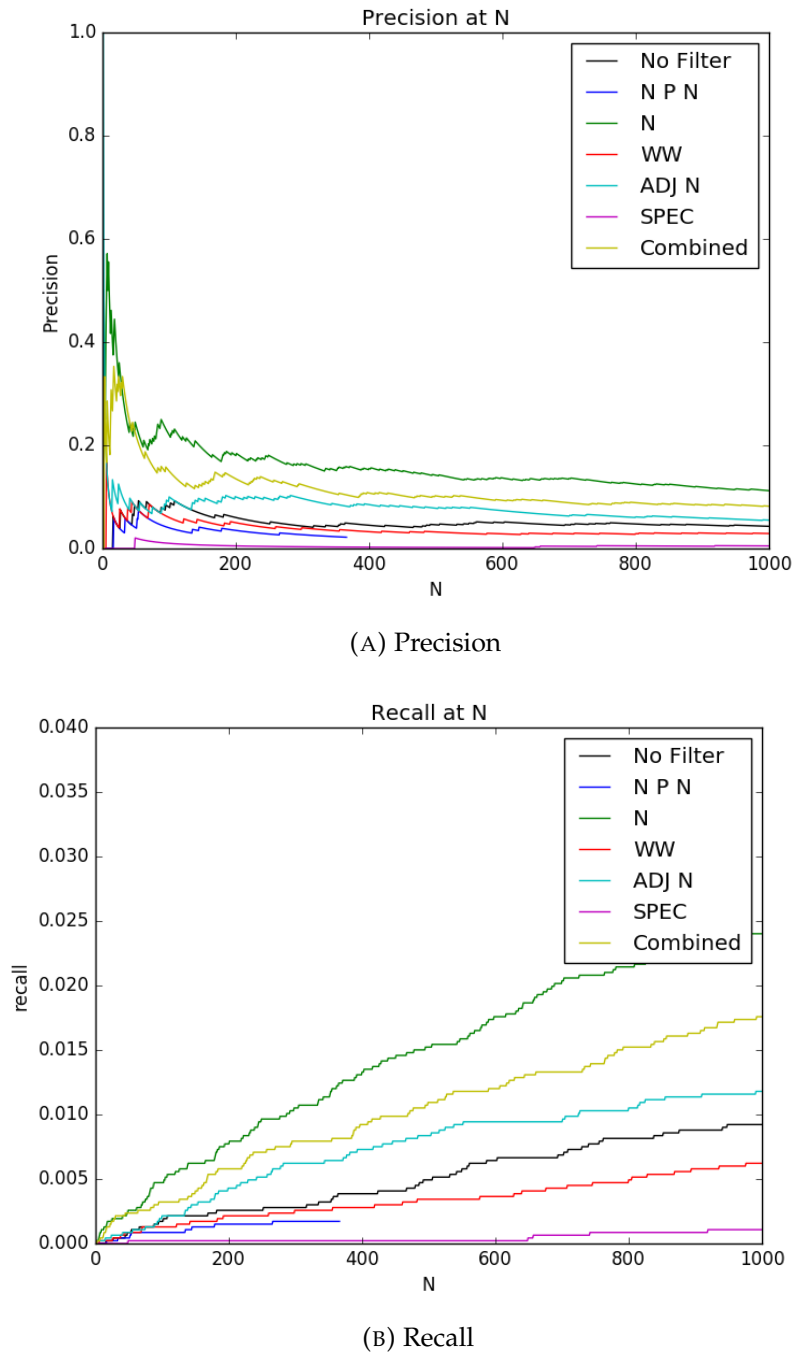 Precision at N
1.0
0.8
0.6
0.4
0.2
0.0
Precision
No Filter
N P N
N
WW
ADJ N
SPEC
Combined
0 200 400 600 800 1000
N
(A) Precision
Recall at N
0.040
0.035
0.030
0.025
0.020
0.015
0.010
0.005
0.000
recall
No Filter
N P N
N
WW
ADJ N
SPEC
Combined
0 200 400 600 800 1000
N
(B) Recall